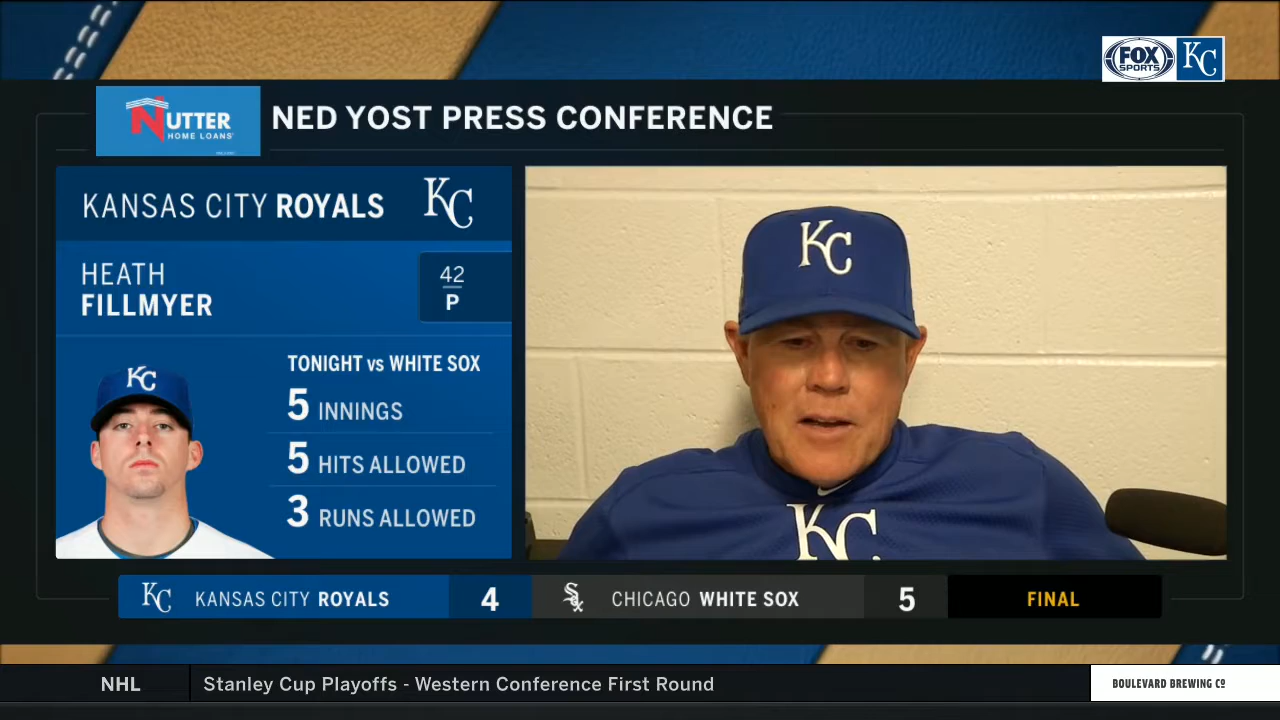 FOX
SPORTS
KC
NUTTER
HOME LOANS
NED YOST PRESS CONFERENCE
KANSAS CITY ROYALS
KC
HEATH
FILLMYER
42
P
KC
TONIGHT vs WHITE SOX
5 INNINGS
5 HITS ALLOWED
3 RUNS ALLOWED
KC
KC
KC
KANSAS CITY ROYALS
4
Sox
CHICAGO WHITE SOX
5
FINAL
NHL
Stanley Cup Playoffs - Western Conference First Round
BOULEVARD BREWING CO